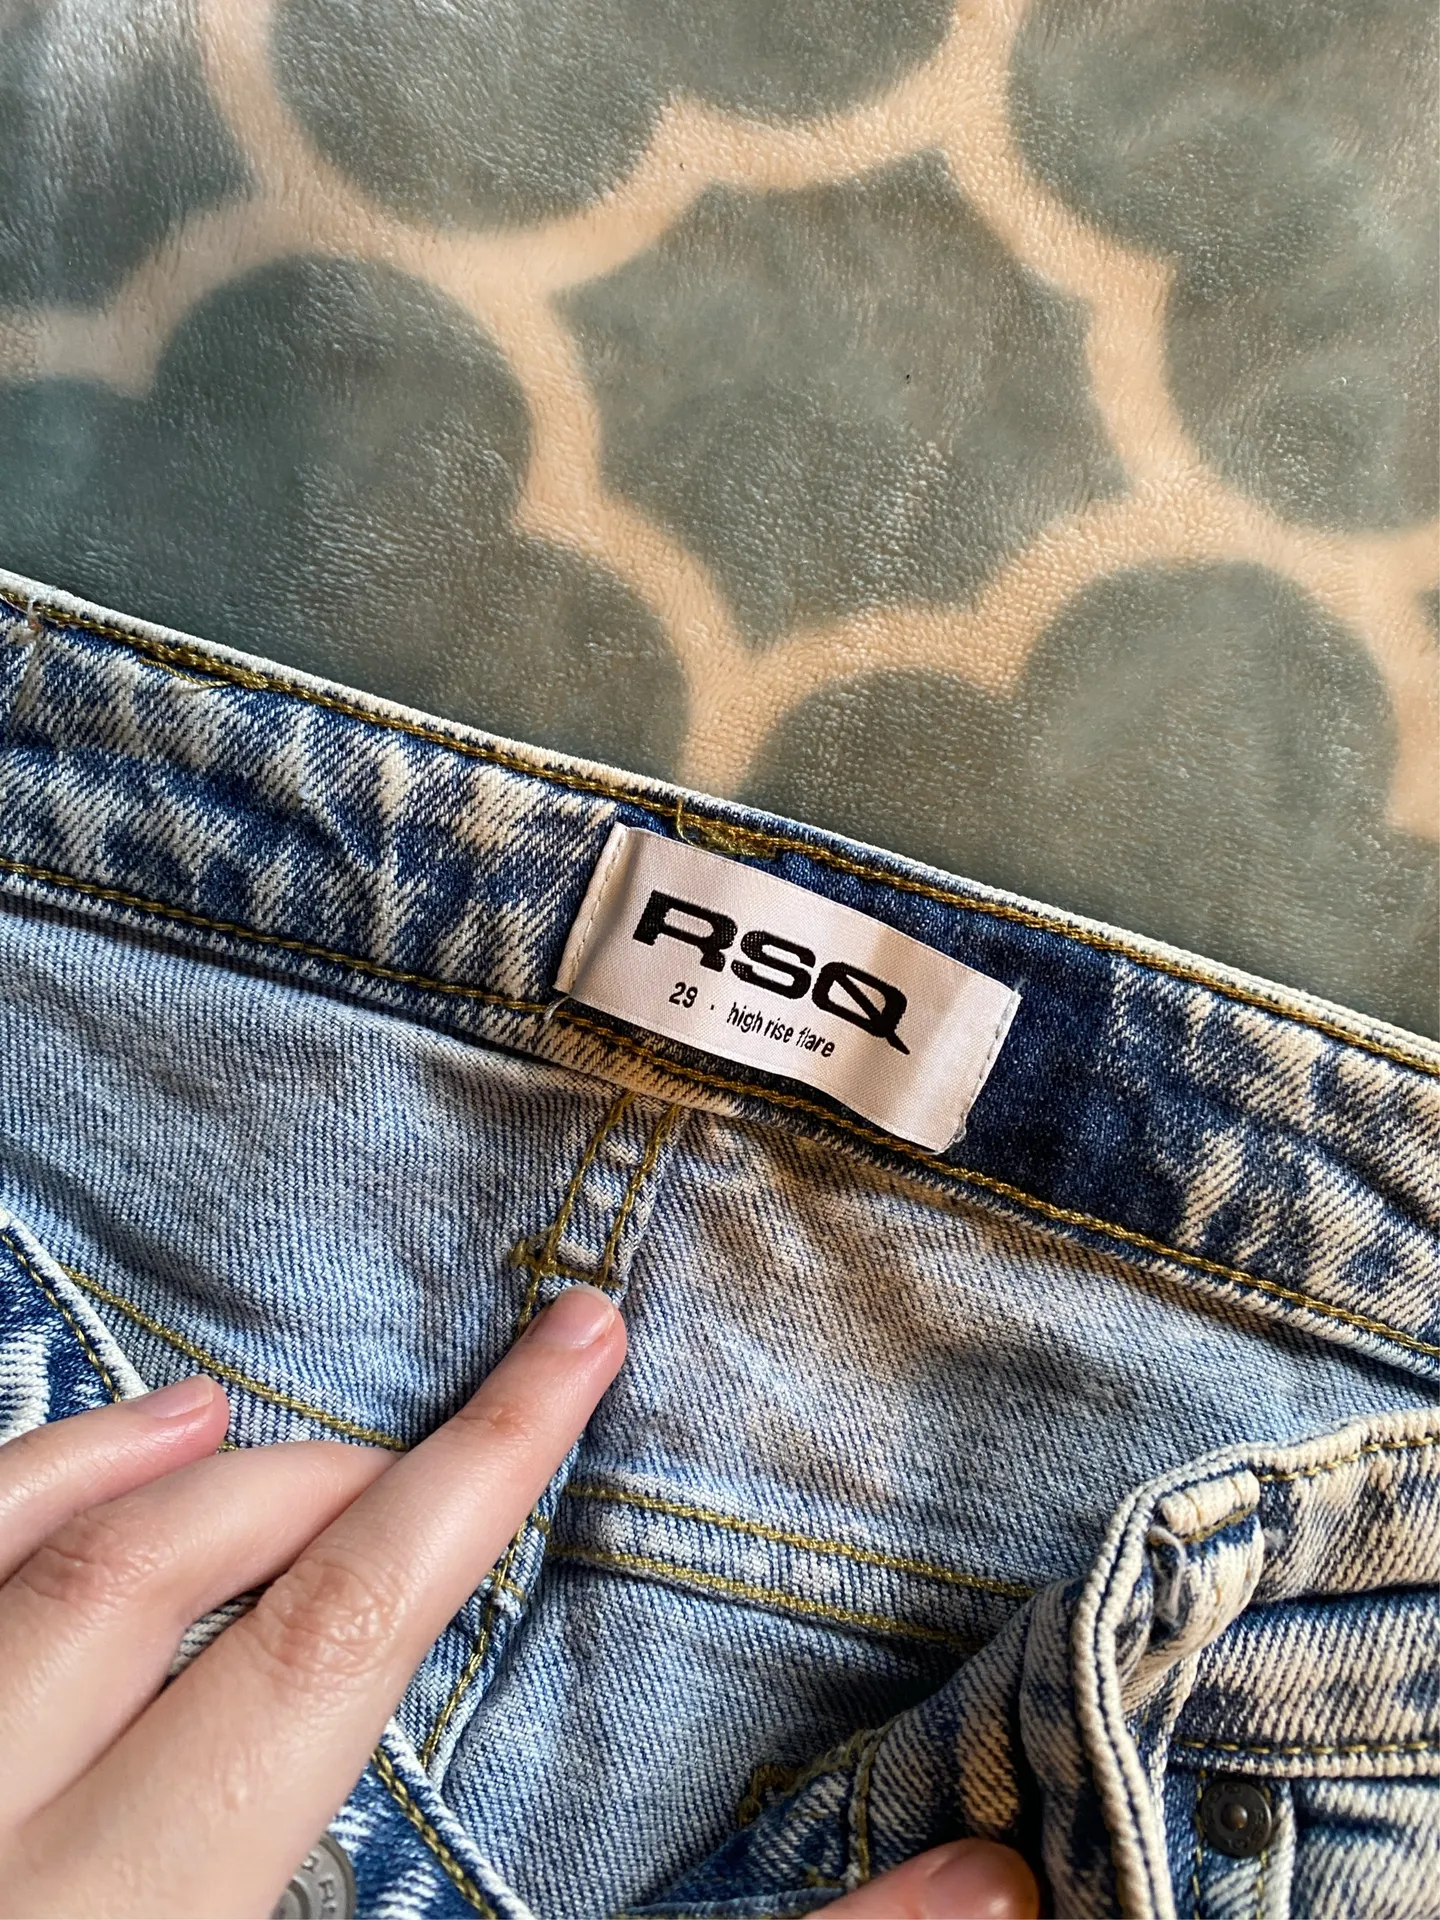 RSQ
29 · high rise flare